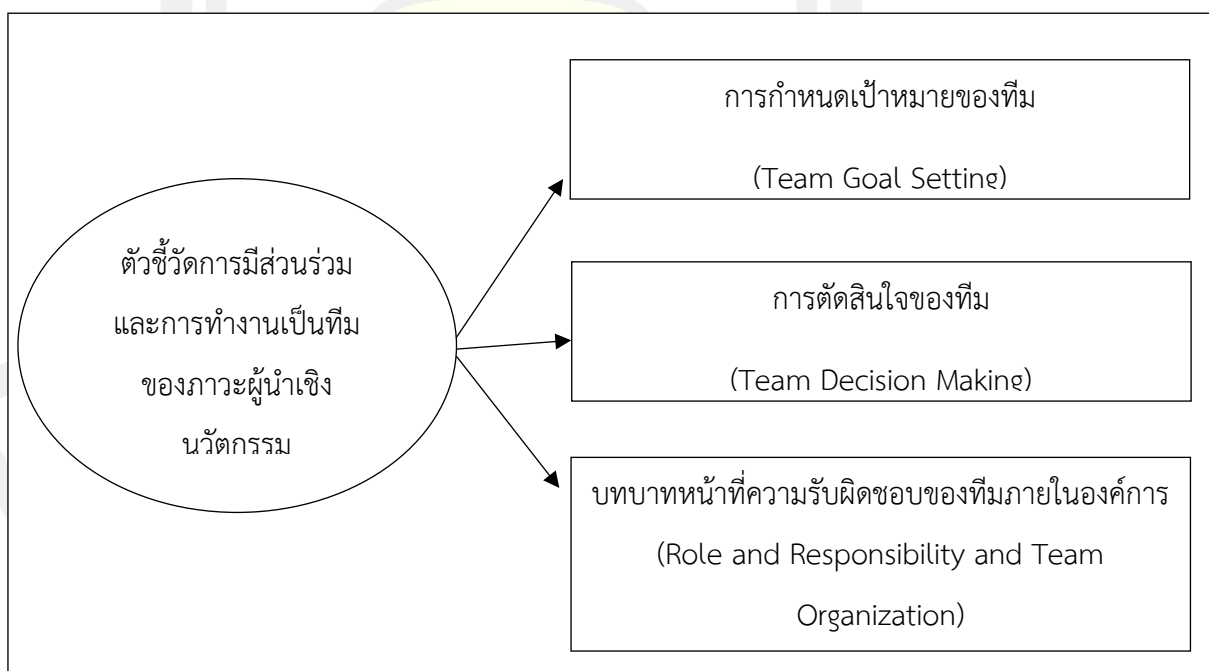 ตัวชี้วัดการมีส่วนร่วม
และการทำงานเป็นทีม
ของภาวะผู้นำเชิง
นวัตกรรม
การกำหนดเป้าหมายของทีม
(Team Goal Setting)
การตัดสินใจของทีม
(Team Decision Making)
บทบาทหน้าที่ความรับผิดชอบของทีมภายในองค์การ
(Role and Responsibility and Team
Organization)